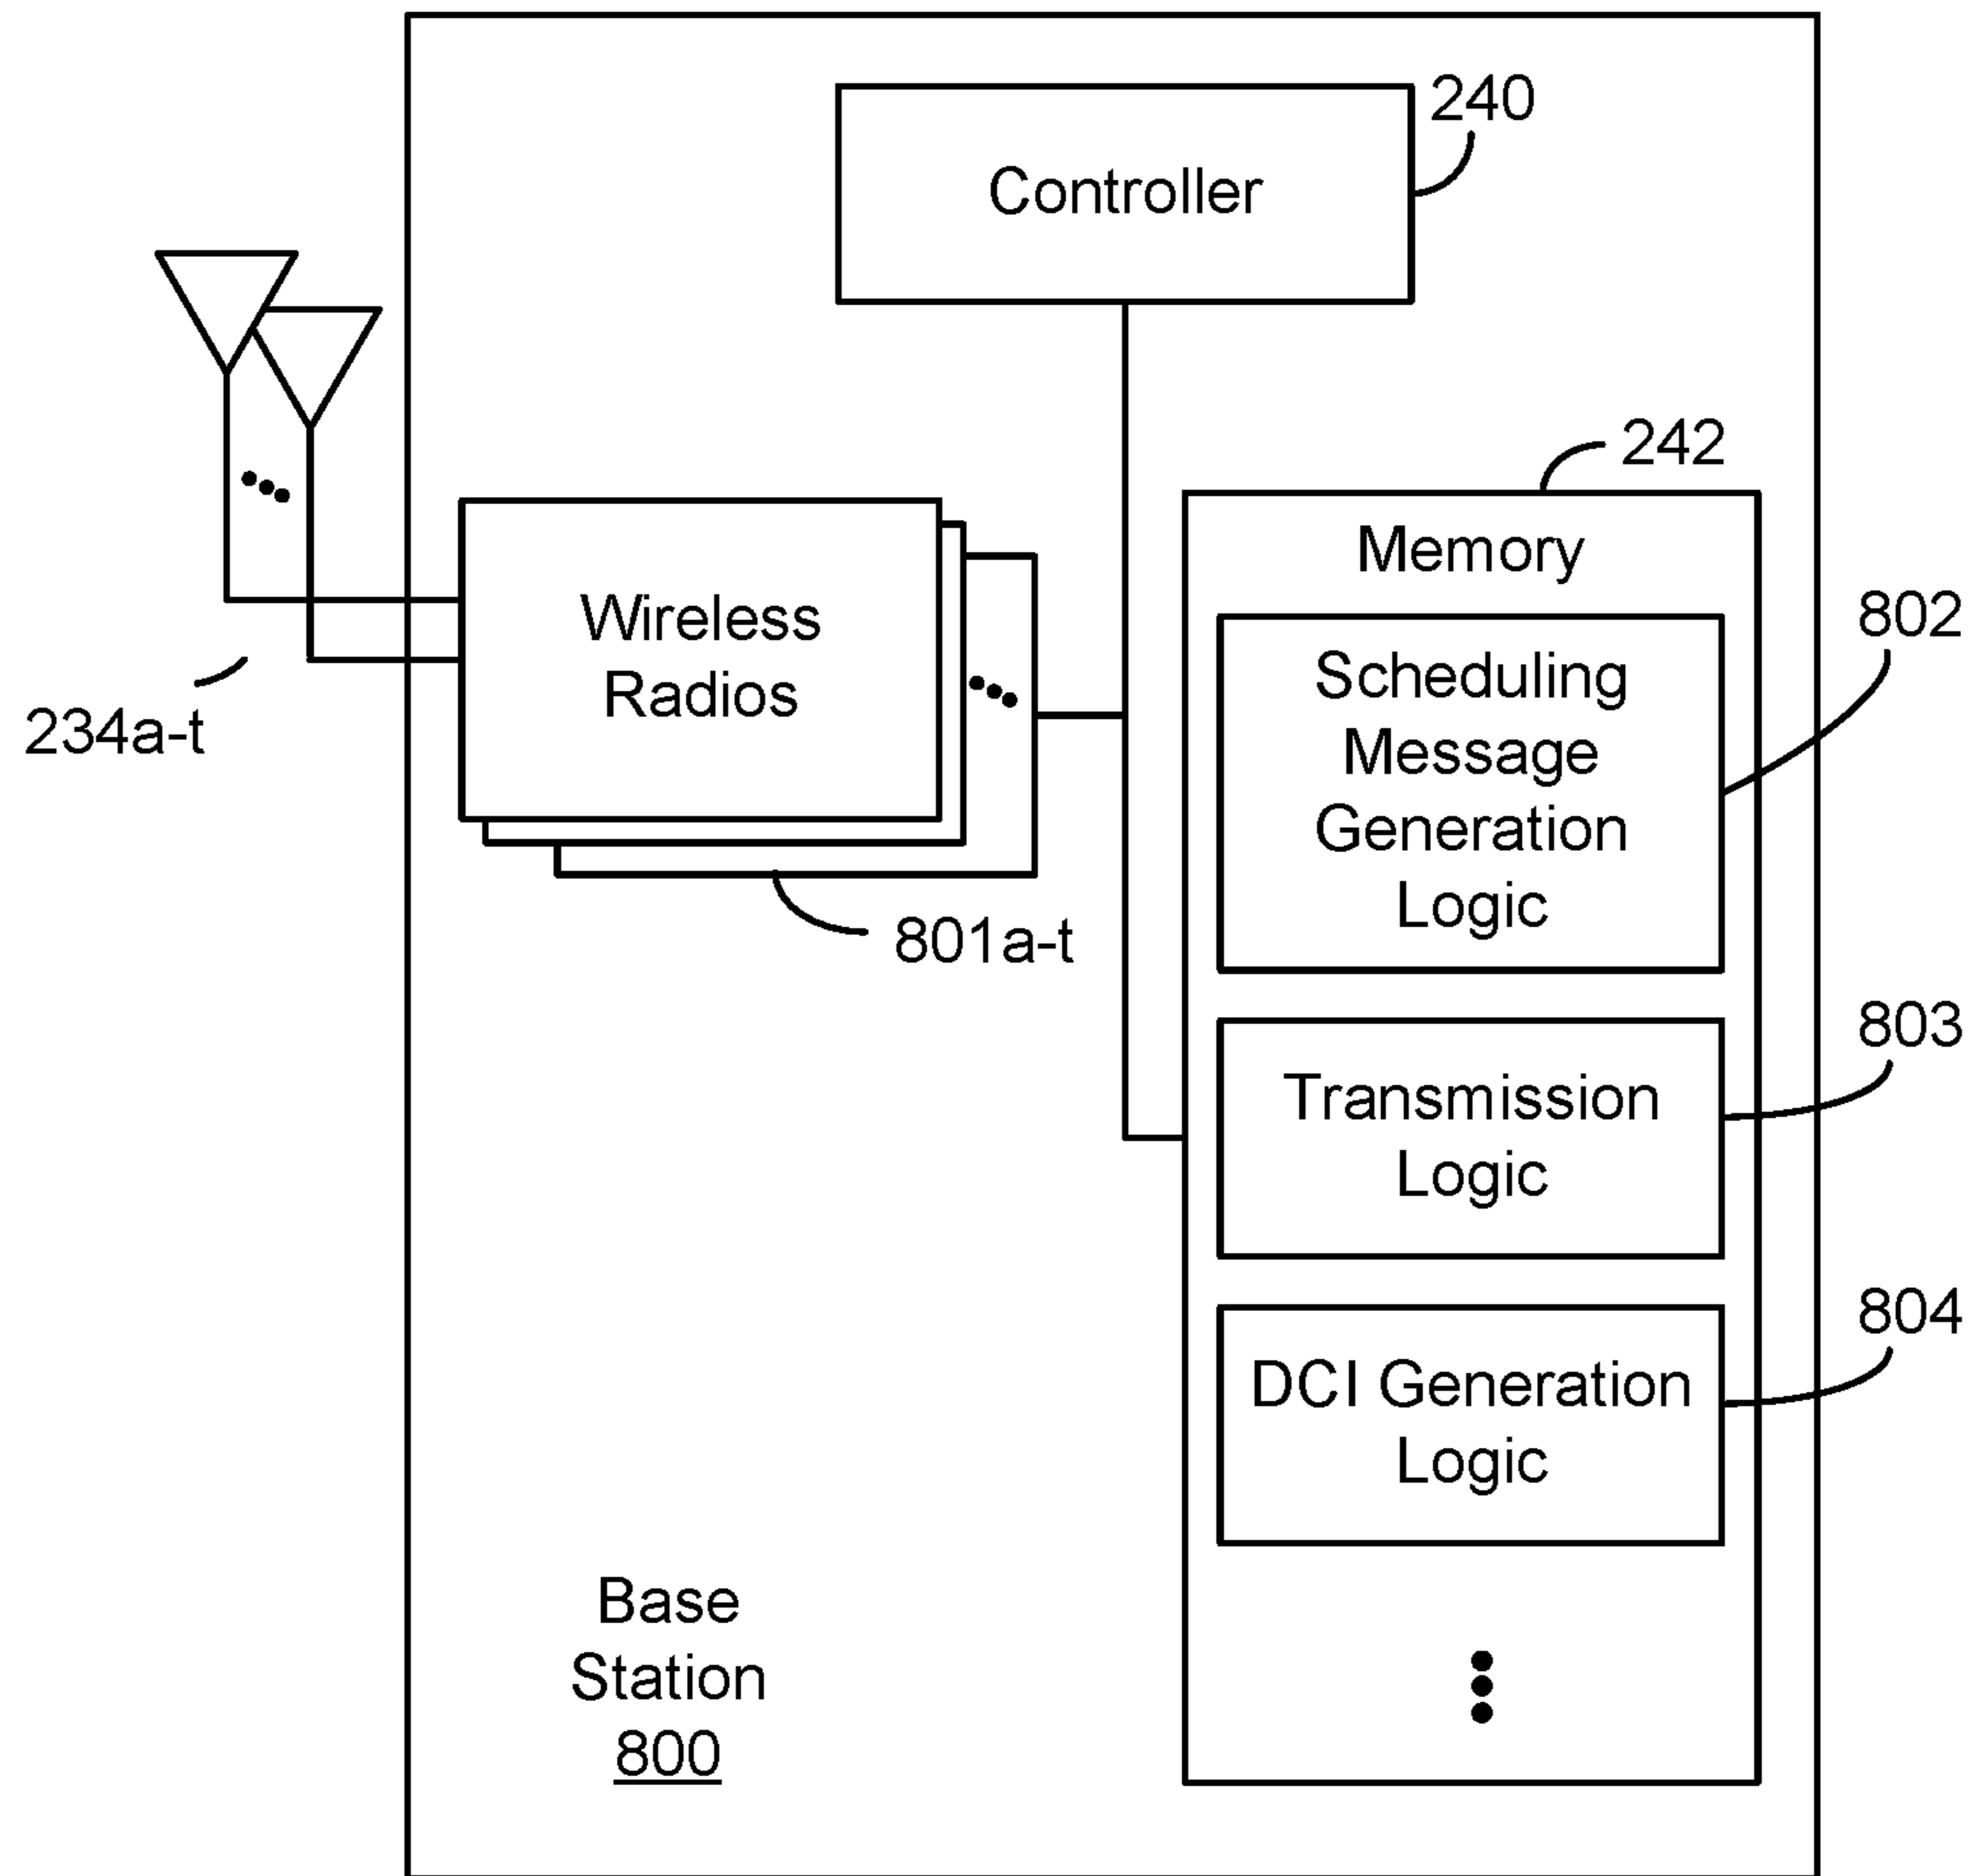 240
Controller
242
Memory
Wireless
Radios
802
Scheduling
Message
Generation
Logic
234a-t
801a-t
803
Transmission
Logic
804
DCI Generation
Logic
Base
Station
800